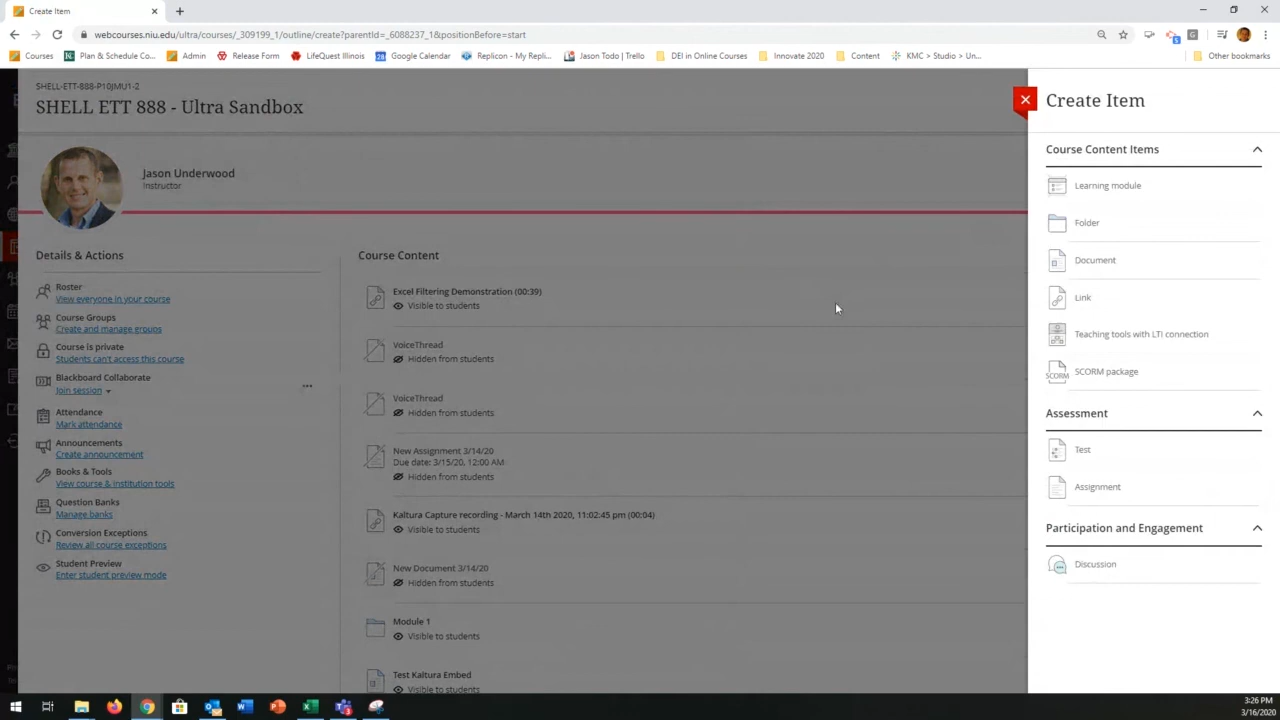 Create Item
webcourses.niu.edu/ultra/courses/_309199_1/outline/create?parentId=_6088237_1&positionBefore=start
Courses
Plan & Schedule Co...
Admin
Release Form
LifeQuest Illinois
Google Calendar
Replicon - My Repli...
Jason Todo | Trello
DEI in Online Courses
Innovate 2020
Content
KMC > Studio > Un...
Other bookmarks
SHELL-ETT-888-P10JMU1-2
SHELL ETT 888 - Ultra Sandbox
Jason Underwood
Instructor
Details & Actions
Roster
View everyone in your course
Course Groups
Create and manage groups
Course is private
Students can't access this course
Blackboard Collaborate
Join session
Attendance
Mark attendance
Announcements
Create announcement
Books & Tools
View course & institution tools
Question Banks
Manage banks
Conversion Exceptions
Review all course exceptions
Student Preview
Enter student preview mode
Course Content
Excel Filtering Demonstration (00:39)
Visible to students
VoiceThread
Hidden from students
VoiceThread
Hidden from students
New Assignment 3/14/20
Due date: 3/15/20, 12:00 AM
Hidden from students
Kaltura Capture recording - March 14th 2020, 11:02:45 pm (00:04)
Visible to students
New Document 3/14/20
Hidden from students
Module 1
Visible to students
Test Kaltura Embed
Visible to students
Create Item
Course Content Items
Learning module
Folder
Document
Link
Teaching tools with LTI connection
SCORM
SCORM package
Assessment
Test
Assignment
Participation and Engagement
Discussion
3:26 PM
3/16/2020